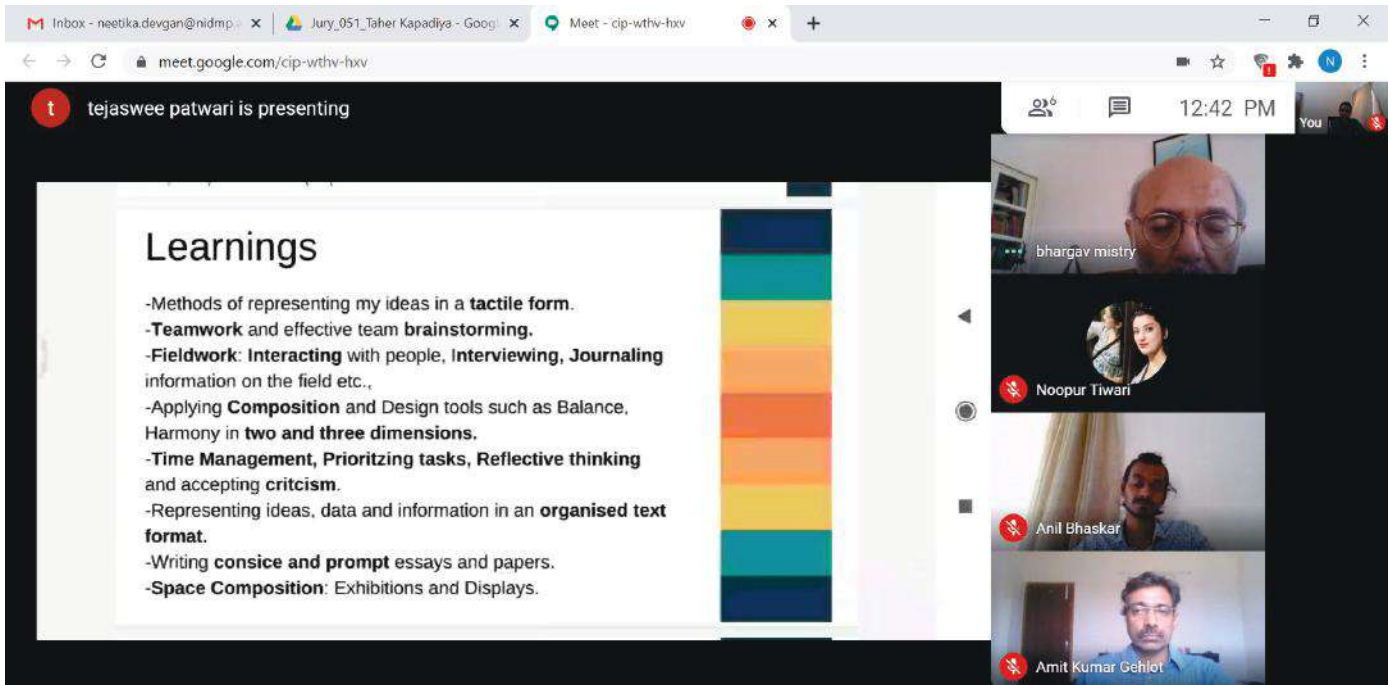 Inbox - neetika.devgan@nidmp.a
Jury_051_Taher Kapadiya - Googl
Meet - cip-wthv-hxv
meet.google.com/cip-wthv-hxv
N
t
tejaswee patwari is presenting
6
12:42 PM
You
Learnings
-Methods of representing my ideas in a tactile form.
-Teamwork and effective team brainstorming.
-Fieldwork: Interacting with people, Interviewing, Journaling
information on the field etc.,
-Applying Composition and Design tools such as Balance,
Harmony in two and three dimensions.
-Time Management, Prioritzing tasks, Reflective thinking
and accepting critcism.
-Representing ideas, data and information in an organised text
format.
-Writing consice and prompt essays and papers.
-Space Composition: Exhibitions and Displays.
bhargav mistry
Noopur Tiwari
Anil Bhaskar
Amit Kumar Gehlot